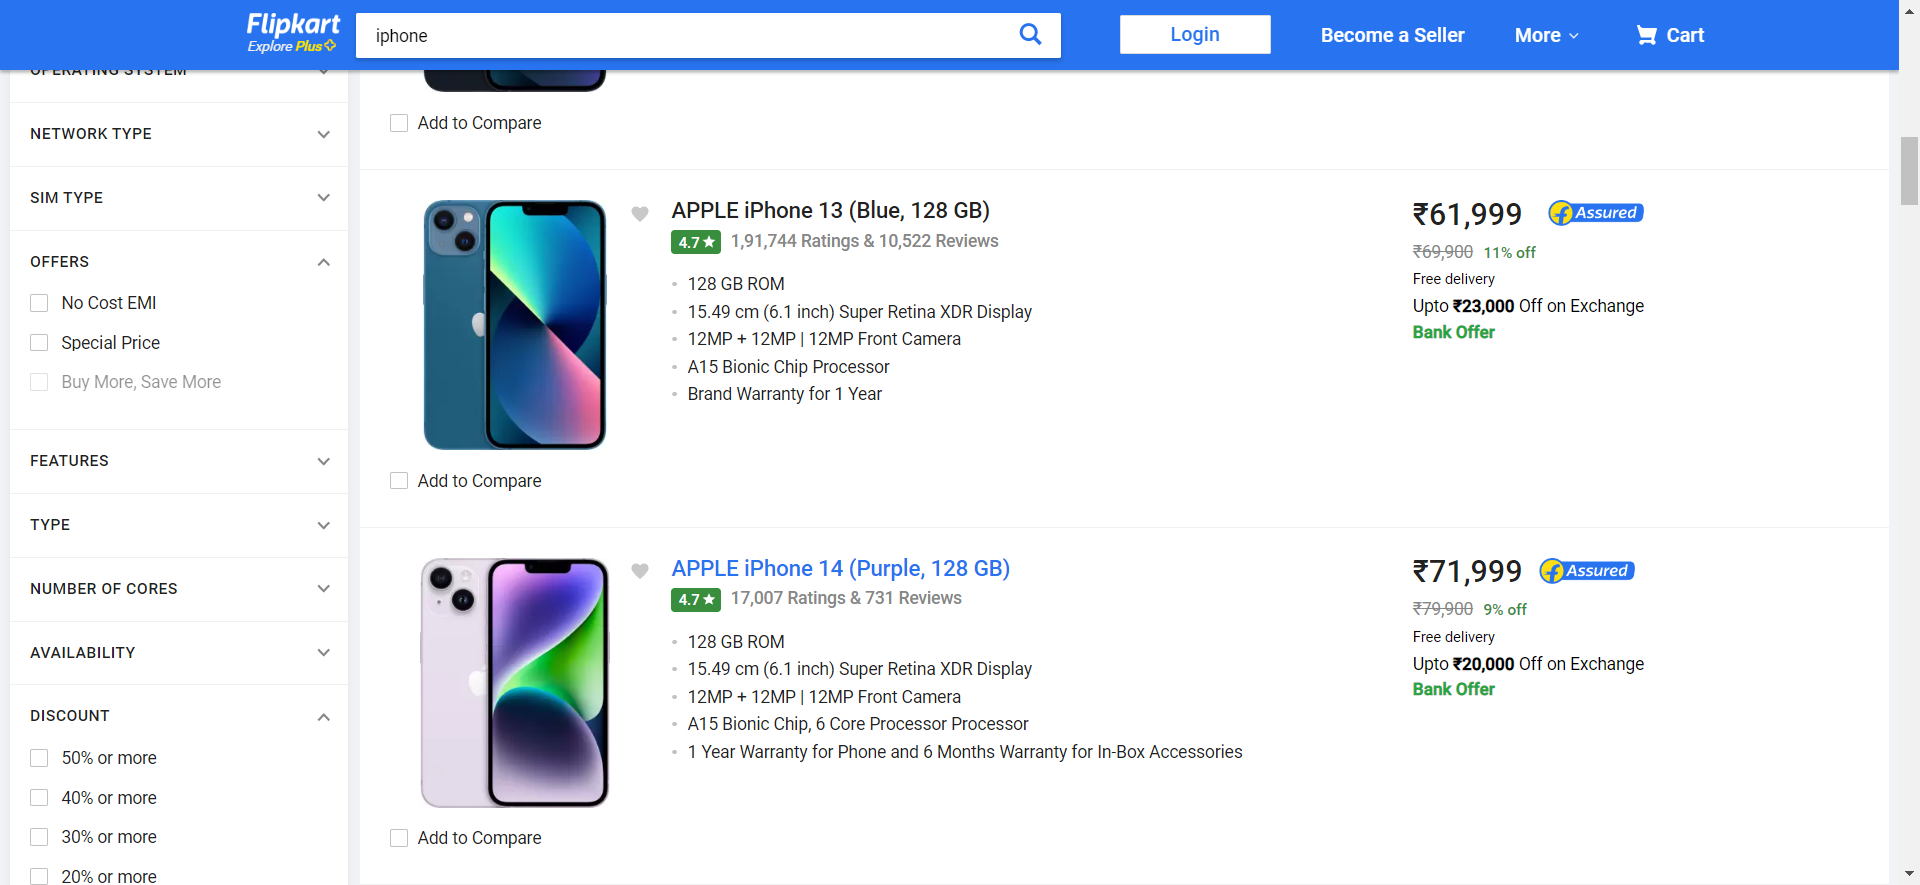 Flipkart
Explore Plus
iphone
Login
Become a Seller
More
Cart
OPERATING SYSTEM
NETWORK TYPE
SIM TYPE
OFFERS
No Cost EMI
Special Price
Buy More, Save More
FEATURES
TYPE
NUMBER OF CORES
AVAILABILITY
DISCOUNT
50% or more
40% or more
30% or more
20% or more
Add to Compare
APPLE iPhone 13 (Blue, 128 GB)
4.7★ 1,91,744 Ratings & 10,522 Reviews
128 GB ROM
15.49 cm (6.1 inch) Super Retina XDR Display
12MP + 12MP | 12MP Front Camera
A15 Bionic Chip Processor
Brand Warranty for 1 Year
₹61,999 Assured
₹69,900 11% off
Free delivery
Upto ₹23,000 Off on Exchange
Bank Offer
Add to Compare
APPLE iPhone 14 (Purple, 128 GB)
4.7★ 17,007 Ratings & 731 Reviews
128 GB ROM
15.49 cm (6.1 inch) Super Retina XDR Display
12MP + 12MP | 12MP Front Camera
A15 Bionic Chip, 6 Core Processor Processor
1 Year Warranty for Phone and 6 Months Warranty for In-Box Accessories
₹71,999 Assured
₹79,900 9% off
Free delivery
Upto ₹20,000 Off on Exchange
Bank Offer
Add to Compare